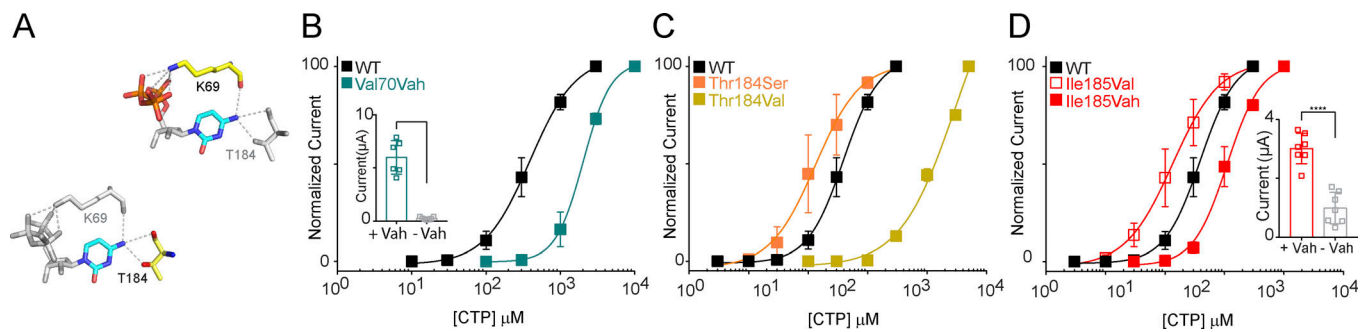 A
K69
T184
K69
T184
B
100
0
Normalized Current
WT
Val70Vah
10
0
Current(μA)
+ Vah - Vah
10⁰ 10¹ 10² 10³ 10⁴
[CTP] μM
C
100
0
Normalized Current
WT
Thr184Ser
Thr184Val
10⁰ 10¹ 10² 10³ 10⁴
[CTP] μM
D
100
0
Normalized Current
WT
Ile185Val
Ile185Vah
4
0
Current (μA)
****
+ Vah - Vah
10⁰ 10¹ 10² 10³ 10⁴
[CTP] μM